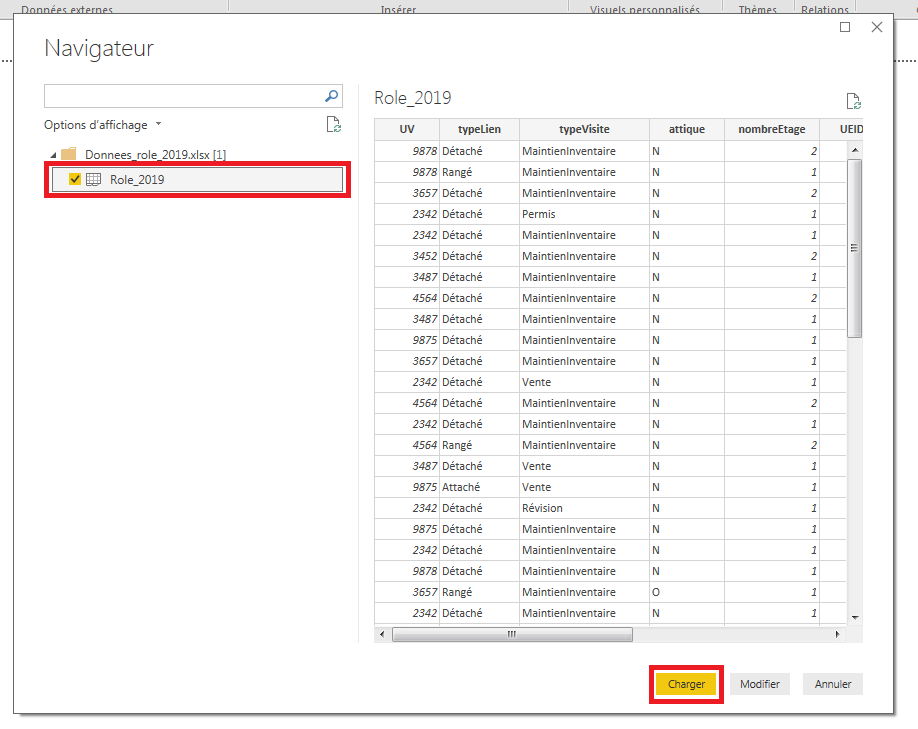 Données externes Insérer Visuels personnalisés Thèmes Relations
Navigateur
Options d'affichage
Donnees_role_2019.xlsx [1]
Role_2019
Role_2019
UV typeLien typeVisite attique nombreEtage UEID
9878 Détaché MaintienInventaire N 2
9878 Rangé MaintienInventaire N 1
3657 Détaché MaintienInventaire N 2
2342 Détaché Permis N 1
2342 Détaché MaintienInventaire N 1
3452 Détaché MaintienInventaire N 2
3487 Détaché MaintienInventaire N 1
4564 Détaché MaintienInventaire N 2
3487 Détaché MaintienInventaire N 1
9875 Détaché MaintienInventaire N 1
3657 Détaché MaintienInventaire N 1
2342 Détaché Vente N 1
4564 Détaché MaintienInventaire N 2
2342 Détaché MaintienInventaire N 1
4564 Rangé MaintienInventaire N 2
3487 Détaché Vente N 1
9875 Attaché Vente N 1
2342 Détaché Révision N 1
9875 Détaché MaintienInventaire N 1
2342 Détaché MaintienInventaire N 1
9878 Détaché MaintienInventaire N 1
3657 Rangé MaintienInventaire O 1
2342 Détaché MaintienInventaire N 1
Charger Modifier Annuler